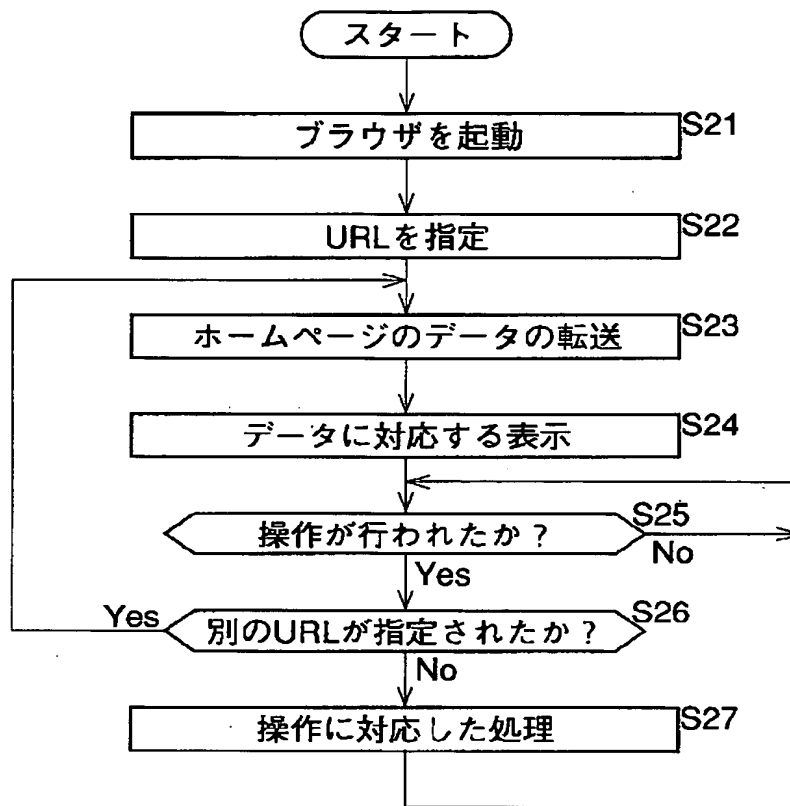 スタート
ブラウザを起動
S21
URLを指定
S22
ホームページのデータの転送
S23
データに対応する表示
S24
操作が行われたか？
S25
No
Yes
別のURLが指定されたか？
S26
Yes
No
操作に対応した処理
S27